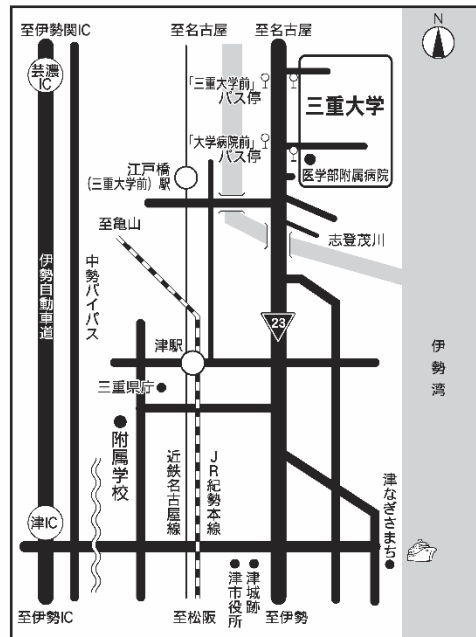 至伊勢関IC
至名古屋
至名古屋
N
芸濃
IC
「三重大学前」
バス停
三重大学
「大学病院前」
バス停
医学部附属病院
江戸橋
(三重大学前)駅
志登茂川
至亀山
伊勢自動車道
中勢バイパス
23
伊勢湾
津駅
三重県庁
附属学校
近鉄名古屋線
JR紀勢本線
津なぎさまち
津IC
津市役所
津城跡
至伊勢IC
至松阪
至伊勢